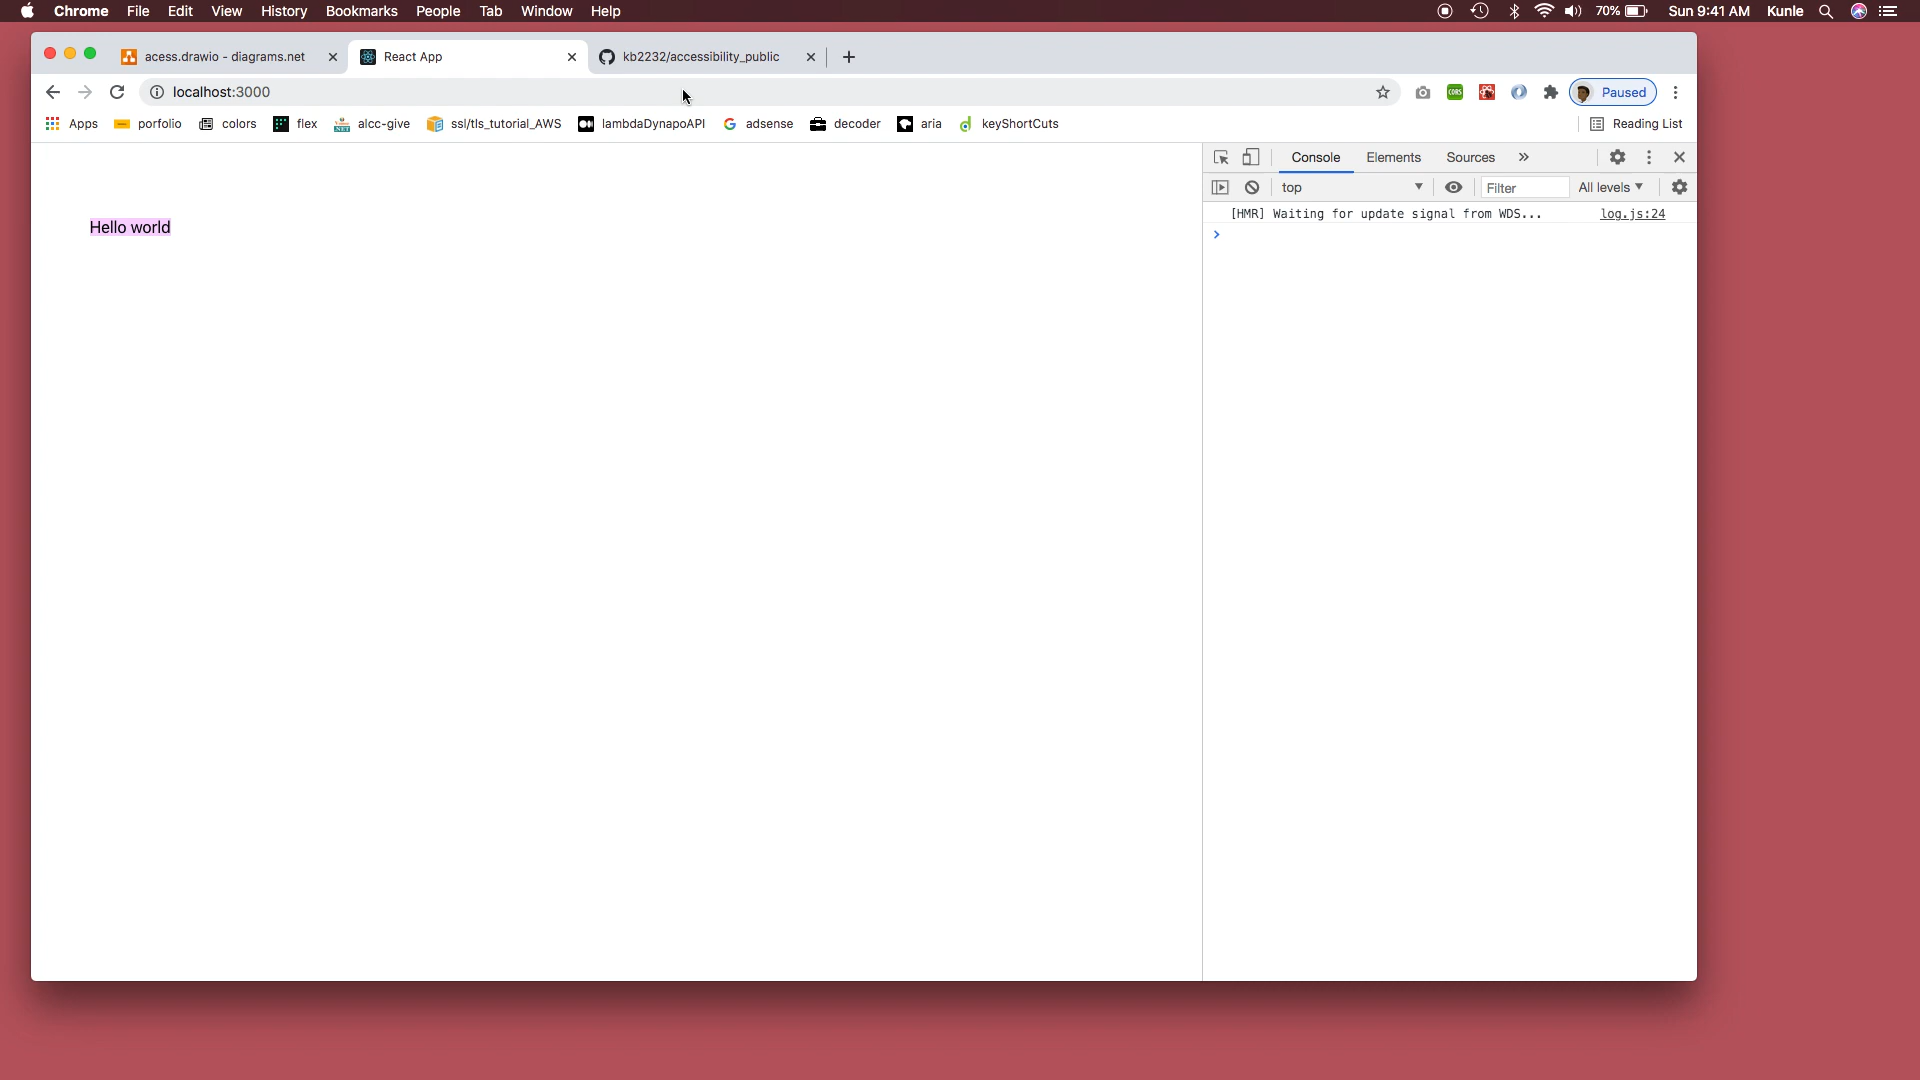 Chrome File Edit View History Bookmarks People Tab Window Help 70% Sun 9:41 AM Kunle
acess.drawio - diagrams.net React App kb2232/accessibility_public
localhost:3000 CORS Paused
Apps porfolio colors flex alcc-give ssl/tls_tutorial_AWS lambdaDynapoAPI adsense decoder aria keyShortCuts Reading List
Console Elements Sources »
top Filter All levels
[HMR] Waiting for update signal from WDS... log.js:24
Hello world